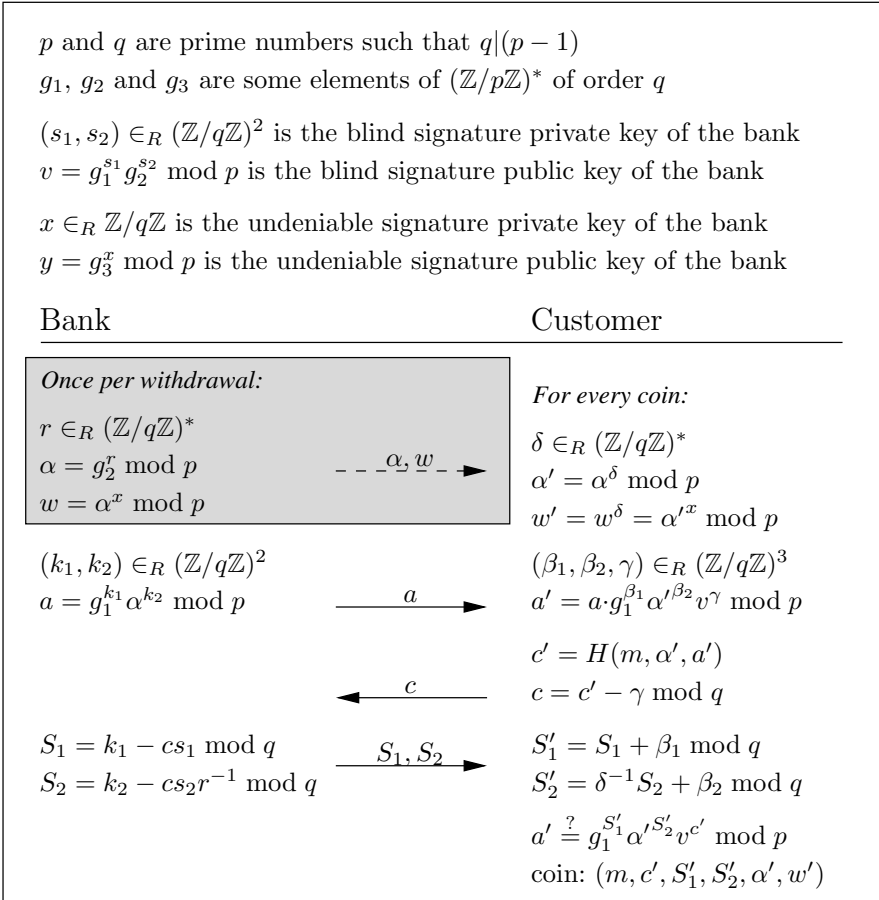 p and q are prime numbers such that q|(p − 1)
g₁, g₂ and g₃ are some elements of (ℤ/pℤ)* of order q
(s₁, s₂) ∈_R (ℤ/qℤ)² is the blind signature private key of the bank
v = g₁^{s₁} g₂^{s₂} mod p is the blind signature public key of the bank
x ∈_R ℤ/qℤ is the undeniable signature private key of the bank
y = g₃^x mod p is the undeniable signature public key of the bank
Bank
Customer
Once per withdrawal:
r ∈_R (ℤ/qℤ)*
α = g₂^r mod p
w = α^x mod p
α, w
For every coin:
δ ∈_R (ℤ/qℤ)*
α′ = α^δ mod p
w′ = w^δ = α′^x mod p
(k₁, k₂) ∈_R (ℤ/qℤ)²
a = g₁^{k₁} α^{k₂} mod p
a
(β₁, β₂, γ) ∈_R (ℤ/qℤ)³
a′ = a·g₁^{β₁} α′^{β₂} v^γ mod p
c′ = H(m, α′, a′)
c
c = c′ − γ mod q
S₁ = k₁ − cs₁ mod q
S₂ = k₂ − cs₂r⁻¹ mod q
S₁, S₂
S′₁ = S₁ + β₁ mod q
S′₂ = δ⁻¹S₂ + β₂ mod q
a′ ≟ g₁^{S′₁} α′^{S′₂} v^{c′} mod p
coin: (m, c′, S′₁, S′₂, α′, w′)